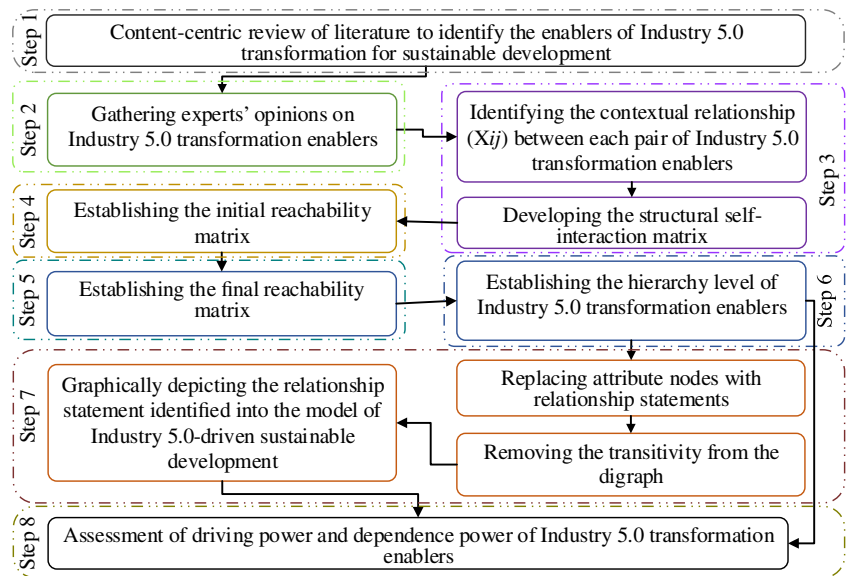 Step 1
Content-centric review of literature to identify the enablers of Industry 5.0
transformation for sustainable development
Step 2
Gathering experts' opinions on
Industry 5.0 transformation enablers
Step 3
Identifying the contextual relationship
(Xij) between each pair of Industry 5.0
transformation enablers
Developing the structural self-
interaction matrix
Step 4
Establishing the initial reachability
matrix
Step 5
Establishing the final reachability
matrix
Step 6
Establishing the hierarchy level of
Industry 5.0 transformation enablers
Step 7
Replacing attribute nodes with
relationship statements
Removing the transitivity from the
digraph
Graphically depicting the relationship
statement identified into the model of
Industry 5.0-driven sustainable
development
Step 8
Assessment of driving power and dependence power of Industry 5.0 transformation
enablers